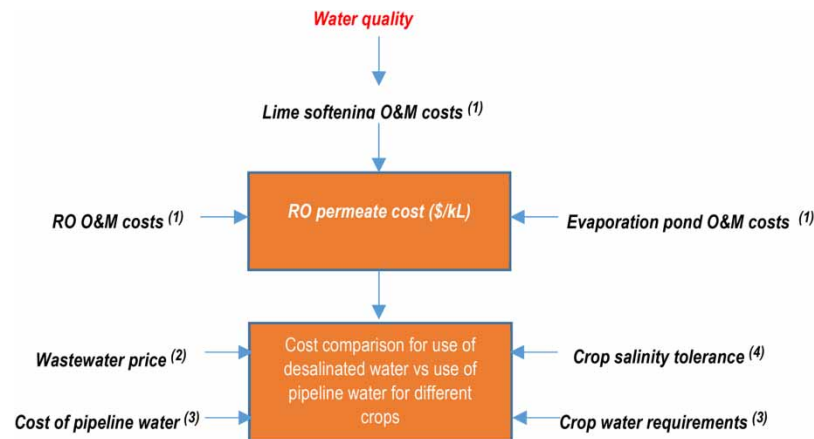 Water quality
Lime softening O&M costs (1)
RO O&M costs (1)
RO permeate cost ($/kL)
Evaporation pond O&M costs (1)
Wastewater price (2)
Cost comparison for use of
desalinated water vs use of
pipeline water for different
crops
Crop salinity tolerance (4)
Cost of pipeline water (3)
Crop water requirements (3)